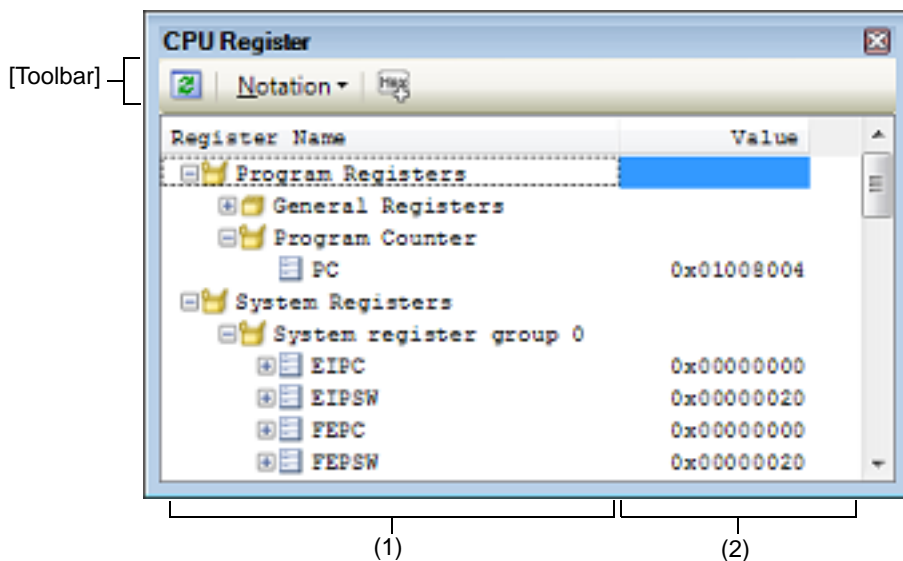 CPU Register
[Toolbar]
Notation
Hex
Register Name Value
Program Registers
General Registers
Program Counter
PC 0x01008004
System Registers
System register group 0
EIPC 0x00000000
EIPSW 0x00000020
FEPC 0x00000000
FEPSW 0x00000020
(1) (2)